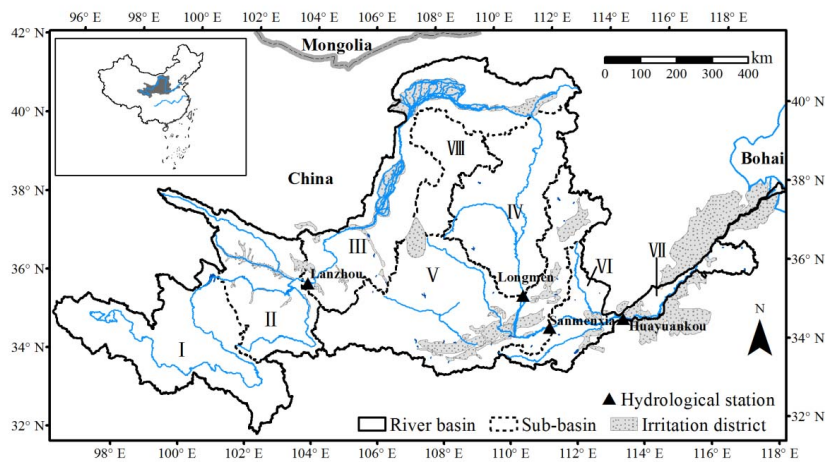 96° E 98° E 100° E 102° E 104° E 106° E 108° E 110° E 112° E 114° E 116° E
42° N
Mongolia
km
0 100 200 300 400
40° N
40° N
Ⅷ
Bohai
China
38° N
38° N
Ⅳ
Ⅲ
Ⅵ
Ⅶ
36° N
Lanzhou
Ⅴ
Longmen
36° N
Ⅱ
Sanmenxia
Huayuankou
N
34° N
Ⅰ
34° N
Hydrological station
32° N
River basin Sub-basin Irritation district
32° N
98° E 100° E 102° E 104° E 106° E 108° E 110° E 112° E 114° E 116° E 118° E